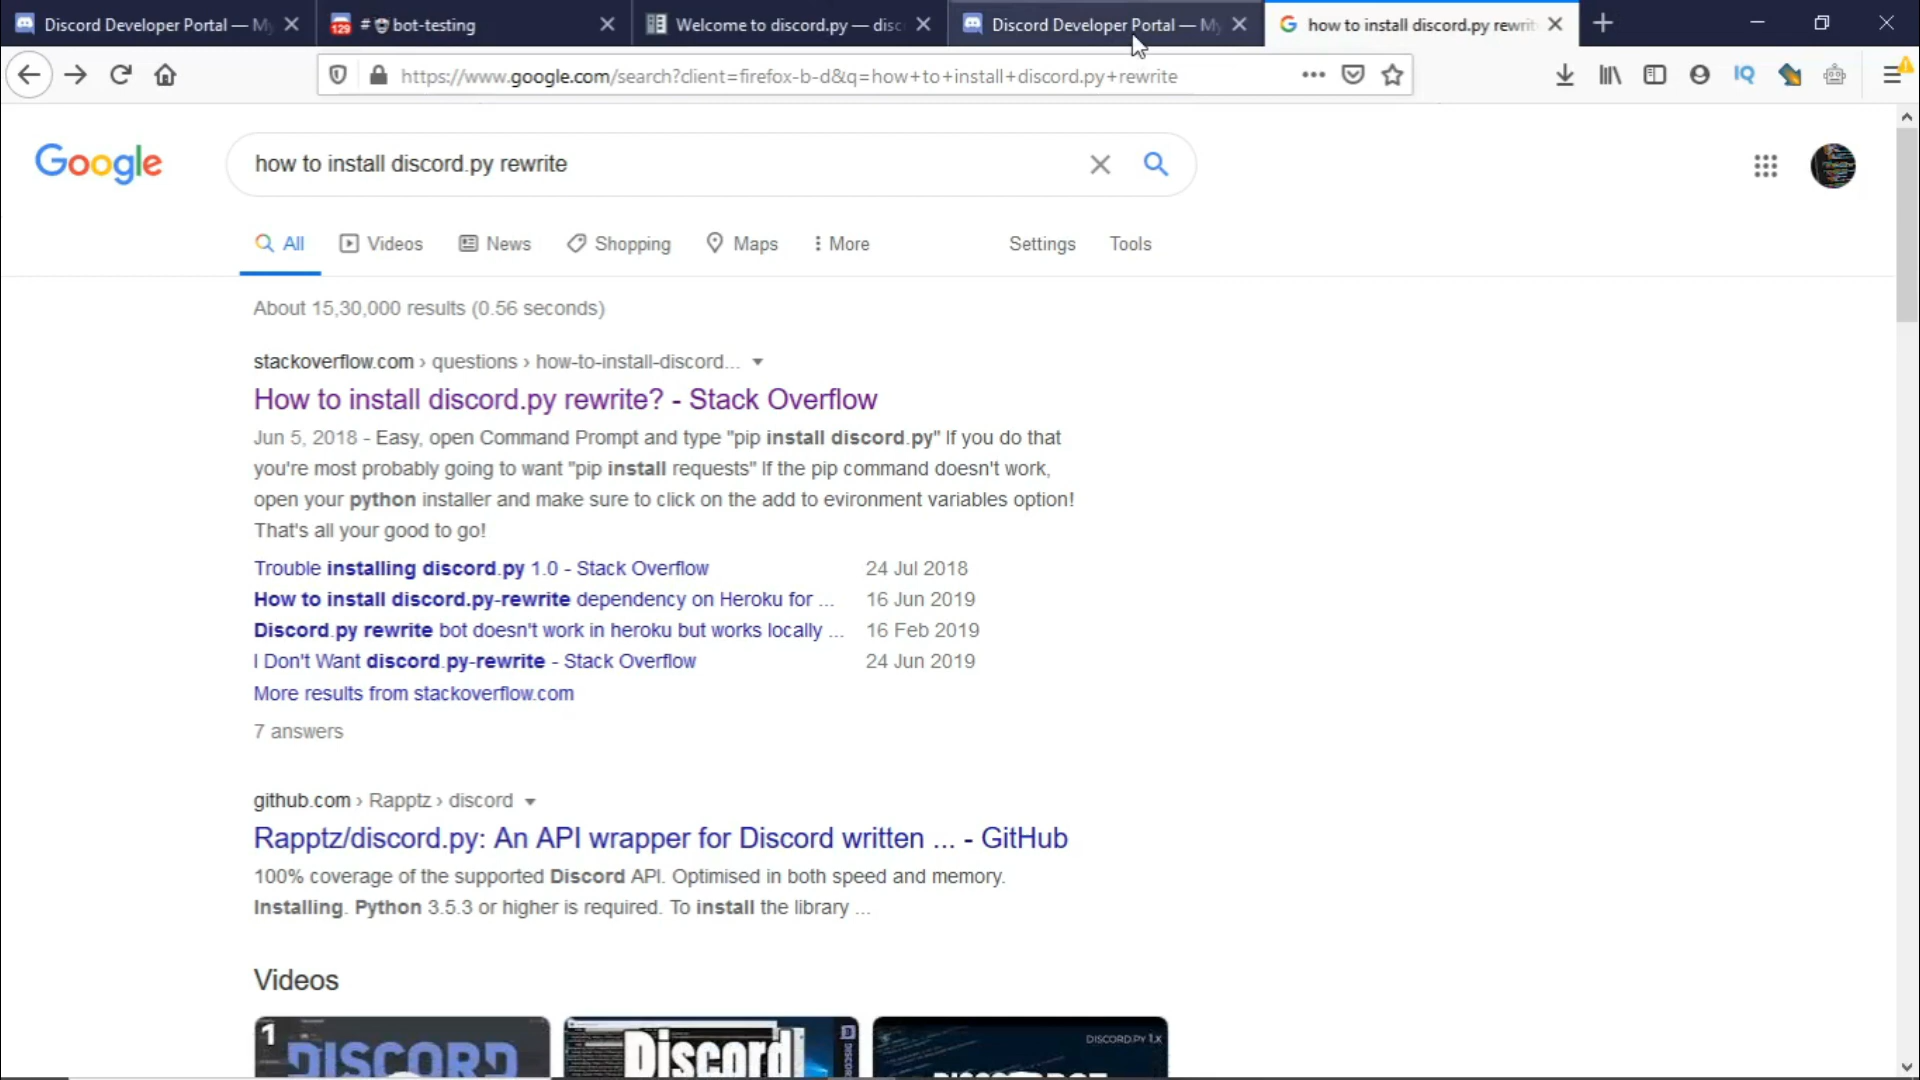 Discord Developer Portal — My
129 # bot-testing
Welcome to discord.py — disc
Discord Developer Portal — My
how to install discord.py rewrit
https://www.google.com/search?client=firefox-b-d&q=how+to+install+discord.py+rewrite
IQ
Google
how to install discord.py rewrite
All
Videos
News
Shopping
Maps
More
Settings
Tools
About 15,30,000 results (0.56 seconds)
stackoverflow.com › questions › how-to-install-discord...
How to install discord.py rewrite? - Stack Overflow
Jun 5, 2018 - Easy, open Command Prompt and type "pip install discord.py" If you do that
you're most probably going to want "pip install requests" If the pip command doesn't work,
open your python installer and make sure to click on the add to evironment variables option!
That's all your good to go!
Trouble installing discord.py 1.0 - Stack Overflow 24 Jul 2018
How to install discord.py-rewrite dependency on Heroku for ... 16 Jun 2019
Discord.py rewrite bot doesn't work in heroku but works locally ... 16 Feb 2019
I Don't Want discord.py-rewrite - Stack Overflow 24 Jun 2019
More results from stackoverflow.com
7 answers
github.com › Rapptz › discord
Rapptz/discord.py: An API wrapper for Discord written ... - GitHub
100% coverage of the supported Discord API. Optimised in both speed and memory.
Installing. Python 3.5.3 or higher is required. To install the library ...
Videos
1
DISCORD
Discord
DISCORD.PY 1.X